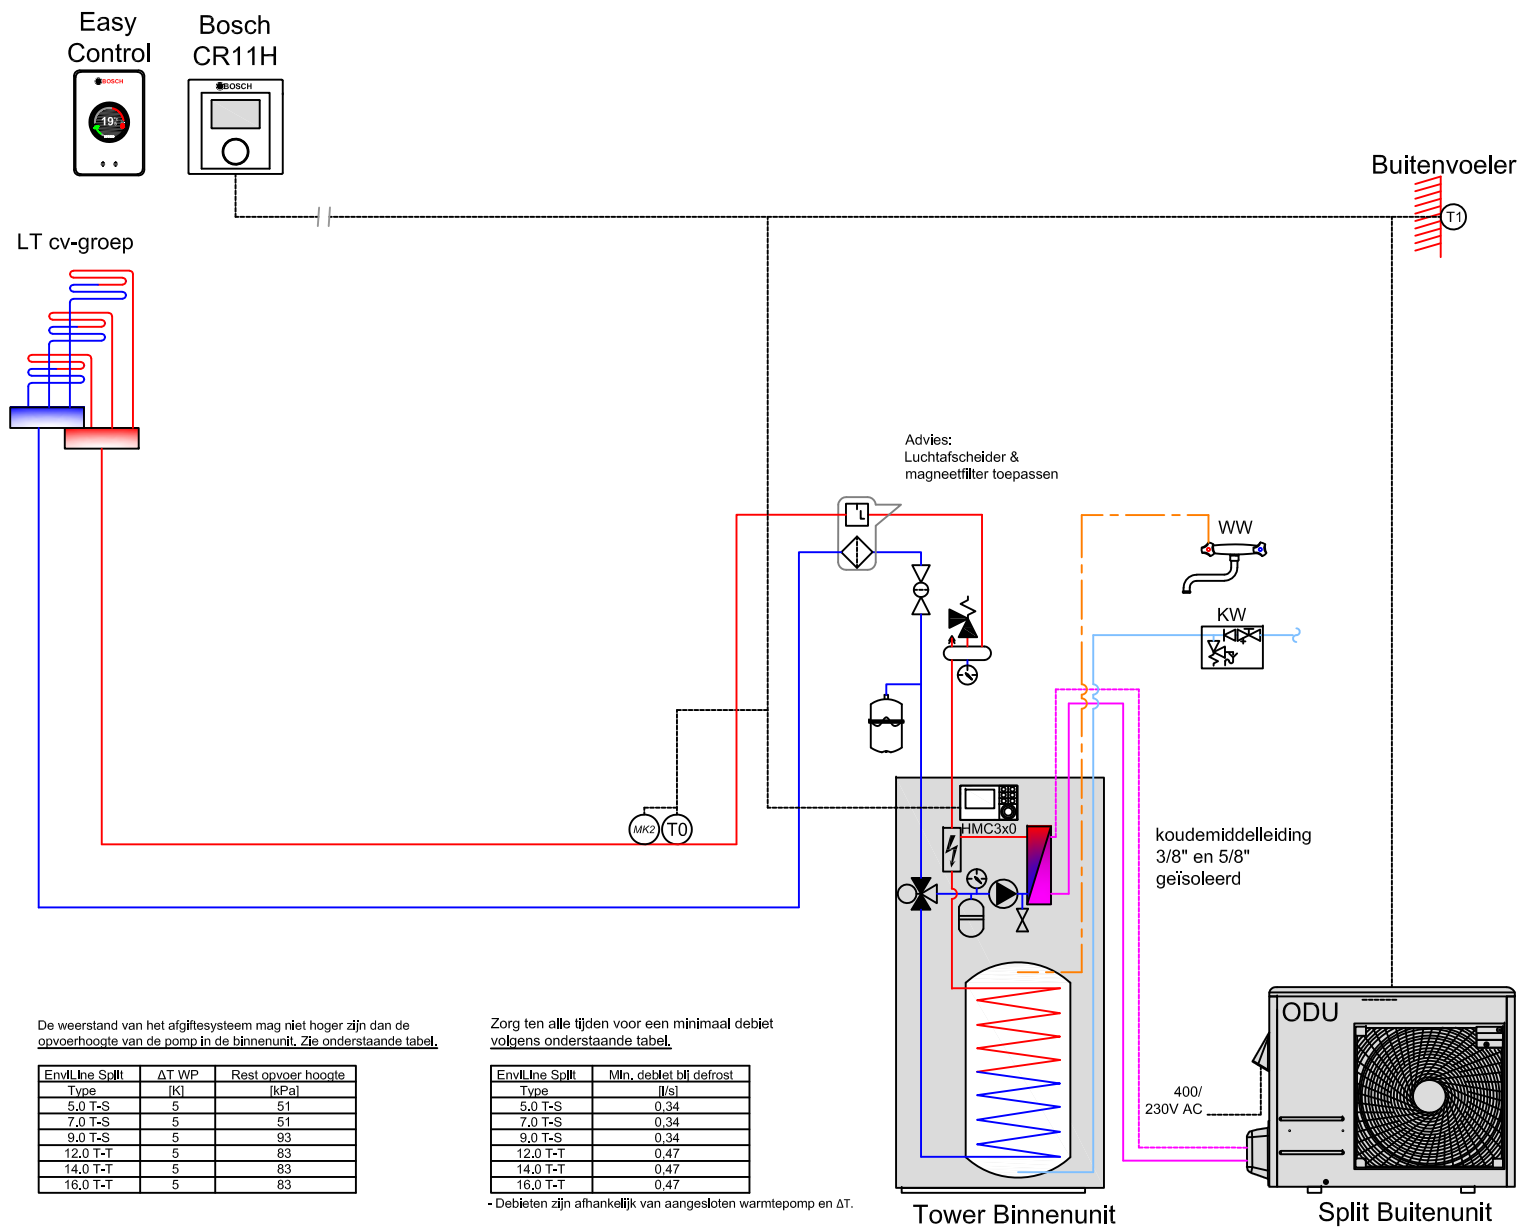 Easy
Control
Bosch
CR11H
BOSCH
BOSCH
19
Buitenvoeler
T1
LT cv-groep
Advies:
Luchtafscheider &
magneetfilter toepassen
L
WW
KW
MK2
T0
HMC3x0
koudemiddelleiding
3/8" en 5/8"
geïsoleerd
ODU
400/
230V AC
De weerstand van het afgiftesysteem mag niet hoger zijn dan de
opvoerhoogte van de pomp in de binnenunit. Zie onderstaande tabel.
EnviLine Split ΔT WP Rest opvoer hoogte
Type [K] [kPa]
5.0 T-S 5 51
7.0 T-S 5 51
9.0 T-S 5 93
12.0 T-T 5 83
14.0 T-T 5 83
16.0 T-T 5 83
Zorg ten alle tijden voor een minimaal debiet
volgens onderstaande tabel.
EnviLine Split Min. debiet bij defrost
Type [l/s]
5.0 T-S 0,34
7.0 T-S 0,34
9.0 T-S 0,34
12.0 T-T 0,47
14.0 T-T 0,47
16.0 T-T 0,47
- Debieten zijn afhankelijk van aangesloten warmtepomp en ΔT.
Tower Binnenunit
Split Buitenunit